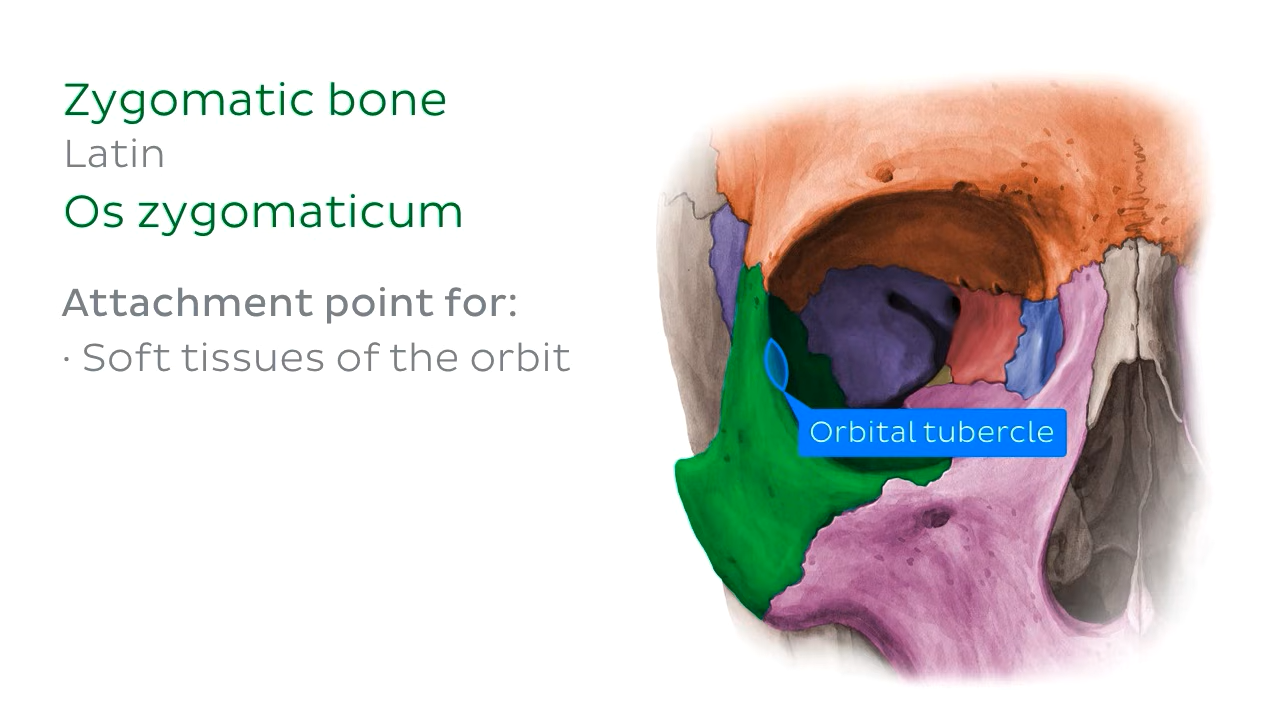 Zygomatic bone
Latin
Os zygomaticum
Attachment point for:
· Soft tissues of the orbit
Orbital tubercle